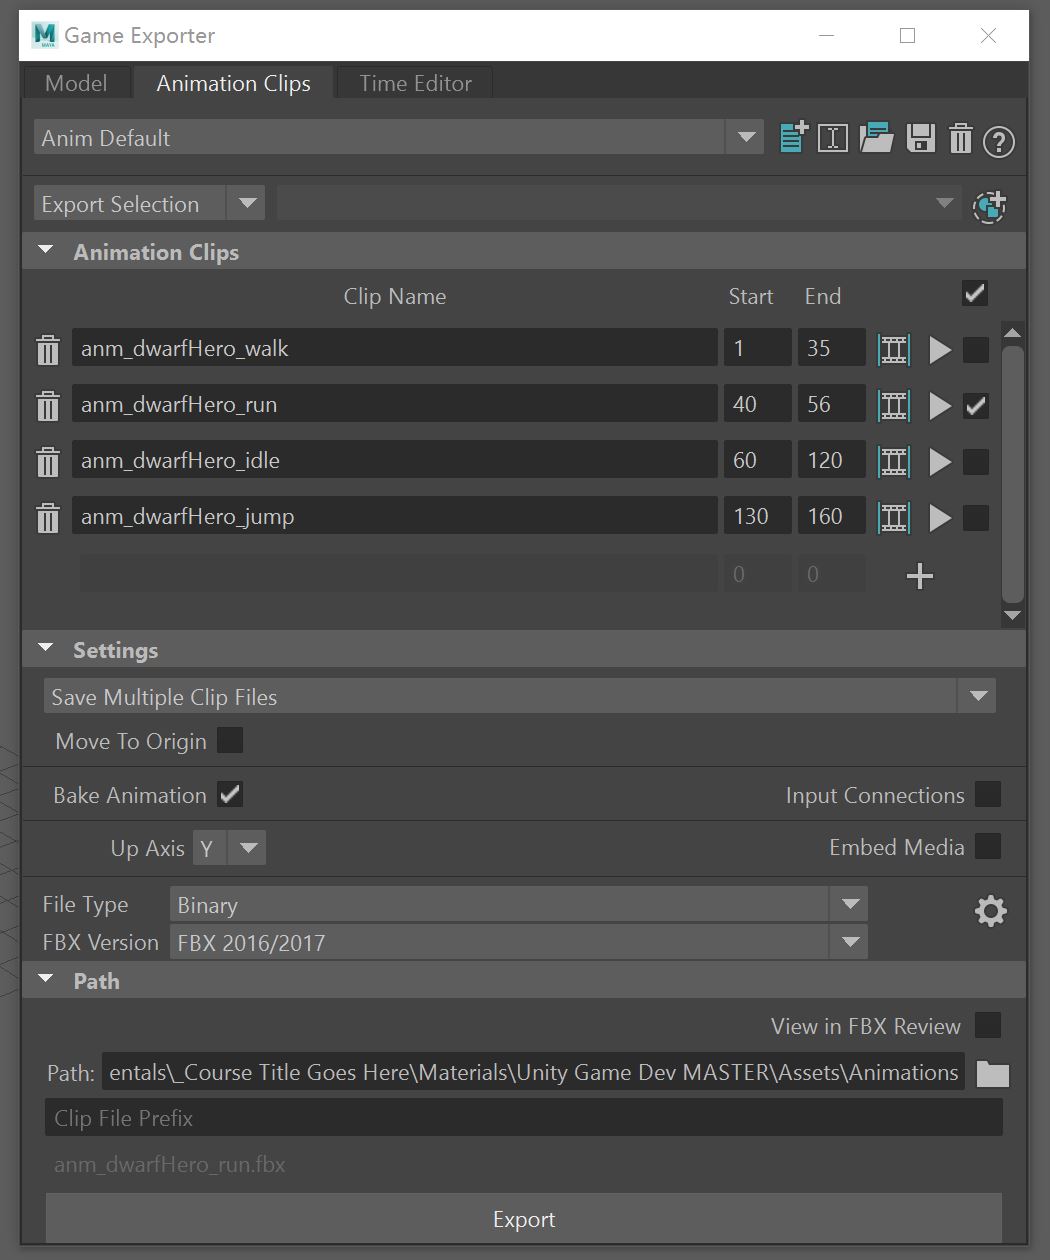 Game Exporter
Model Animation Clips Time Editor
Anim Default
Export Selection
Animation Clips
Clip Name Start End
anm_dwarfHero_walk 1 35
anm_dwarfHero_run 40 56
anm_dwarfHero_idle 60 120
anm_dwarfHero_jump 130 160
0 0
Settings
Save Multiple Clip Files
Move To Origin
Bake Animation Input Connections
Up Axis Y Embed Media
File Type Binary
FBX Version FBX 2016/2017
Path
View in FBX Review
Path: entals\_Course Title Goes Here\Materials\Unity Game Dev MASTER\Assets\Animations
Clip File Prefix
anm_dwarfHero_run.fbx
Export